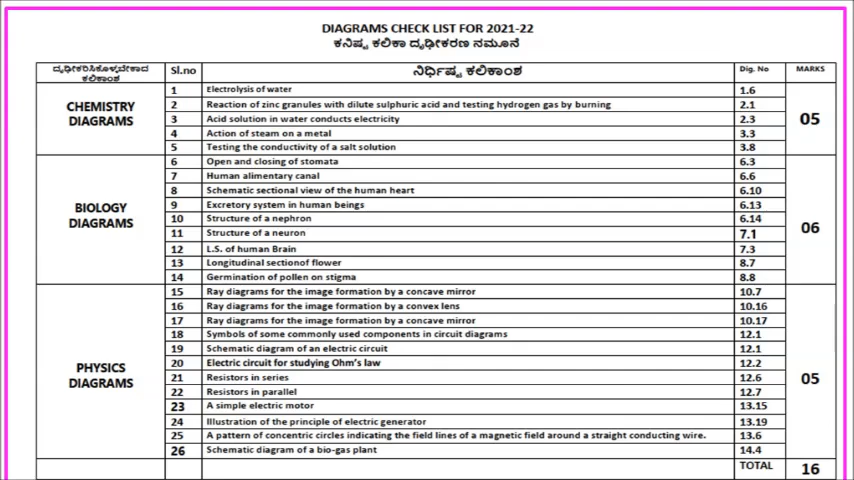 DIAGRAMS CHECK LIST FOR 2021-22
ಕನಿಷ್ಟ ಕಲಿಕಾ ದೃಢೀಕರಣ ನಮೂನೆ
ದೃಢೀಕರಿಸಿಕೊಳ್ಳಬೇಕಾದ ಕಲಿಕಾಂಶ Sl.no ನಿರ್ಧಿಷ್ಟ ಕಲಿಕಾಂಶ Dig. No MARKS
CHEMISTRY DIAGRAMS 05
1 Electrolysis of water 1.6
2 Reaction of zinc granules with dilute sulphuric acid and testing hydrogen gas by burning 2.1
3 Acid solution in water conducts electricity 2.3
4 Action of steam on a metal 3.3
5 Testing the conductivity of a salt solution 3.8
BIOLOGY DIAGRAMS 06
6 Open and closing of stomata 6.3
7 Human alimentary canal 6.6
8 Schematic sectional view of the human heart 6.10
9 Excretory system in human beings 6.13
10 Structure of a nephron 6.14
11 Structure of a neuron 7.1
12 L.S. of human Brain 7.3
13 Longitudinal sectionof flower 8.7
14 Germination of pollen on stigma 8.8
PHYSICS DIAGRAMS 05
15 Ray diagrams for the image formation by a concave mirror 10.7
16 Ray diagrams for the image formation by a convex lens 10.16
17 Ray diagrams for the image formation by a concave mirror 10.17
18 Symbols of some commonly used components in circuit diagrams 12.1
19 Schematic diagram of an electric circuit 12.1
20 Electric circuit for studying Ohm's law 12.2
21 Resistors in series 12.6
22 Resistors in parallel 12.7
23 A simple electric motor 13.15
24 Illustration of the principle of electric generator 13.19
25 A pattern of concentric circles indicating the field lines of a magnetic field around a straight conducting wire. 13.6
26 Schematic diagram of a bio-gas plant 14.4
TOTAL 16